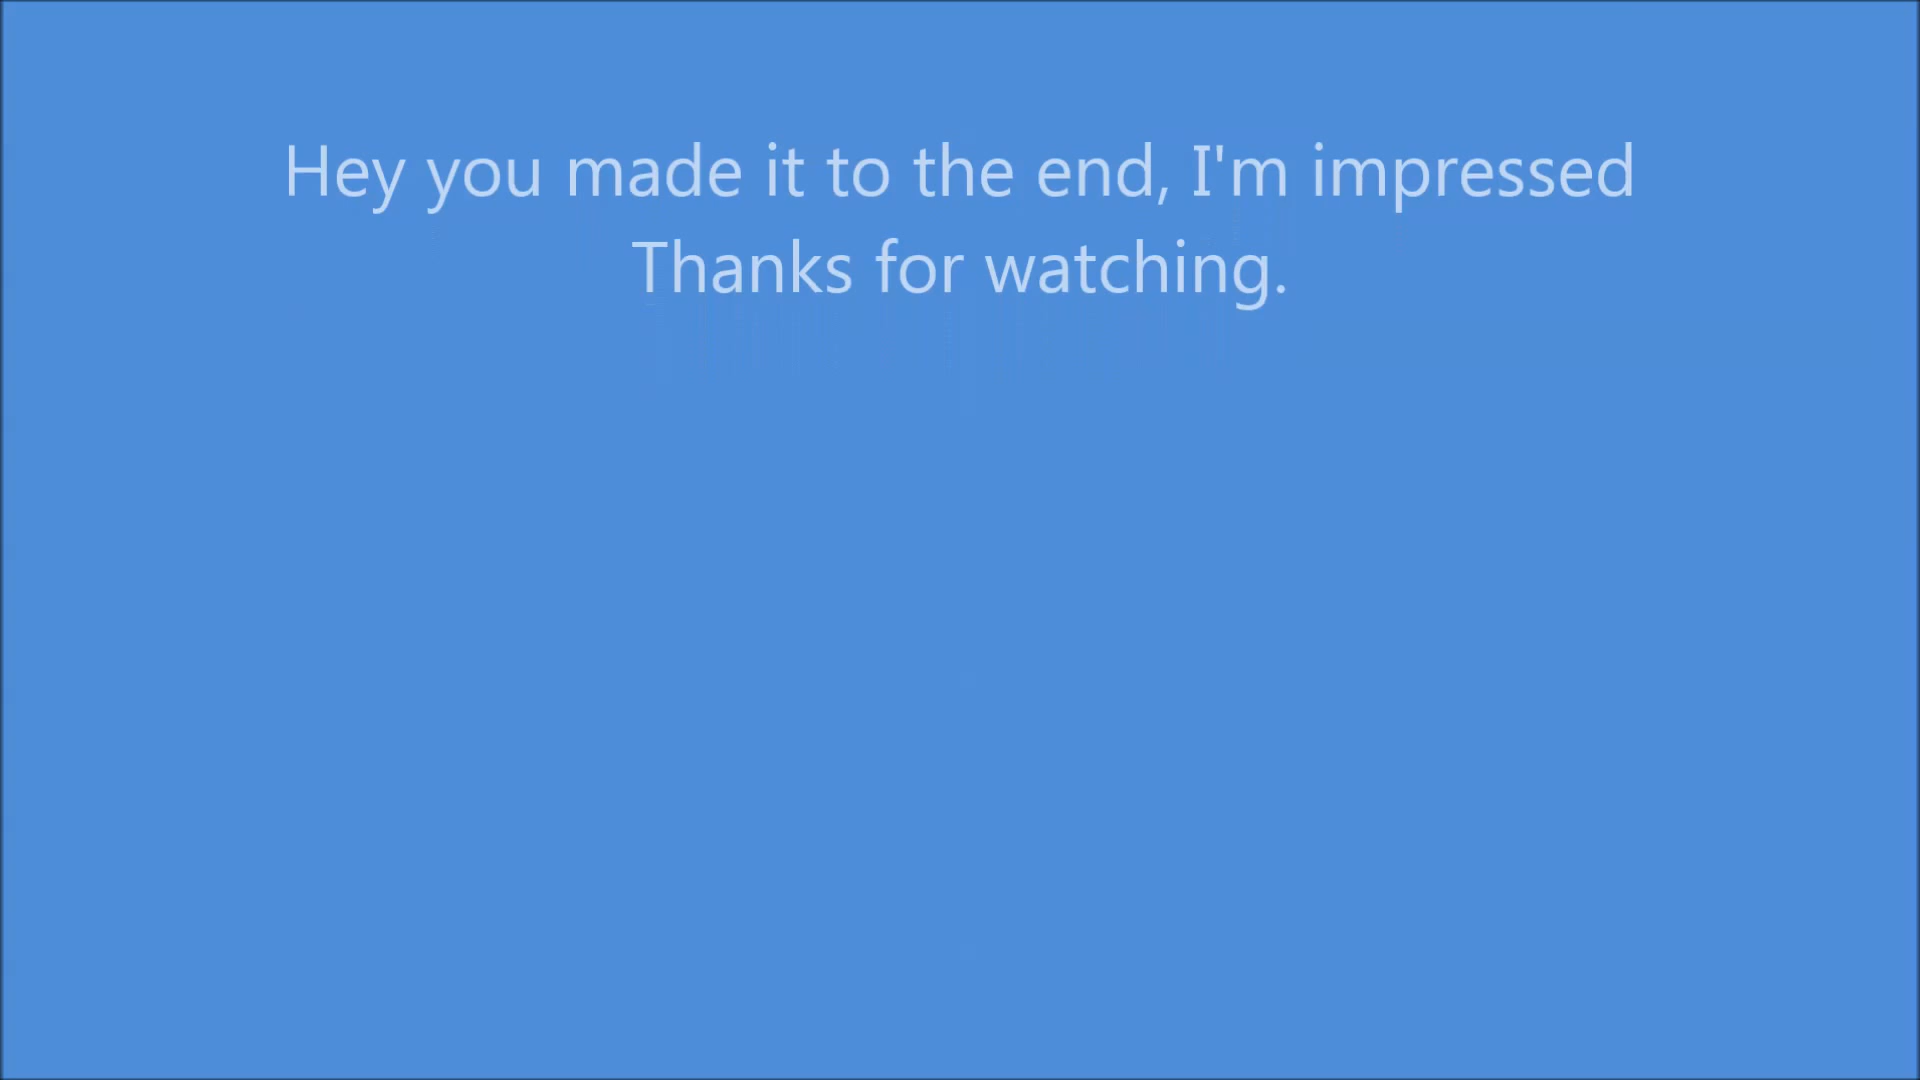 Hey you made it to the end, I'm impressed
Thanks for watching.